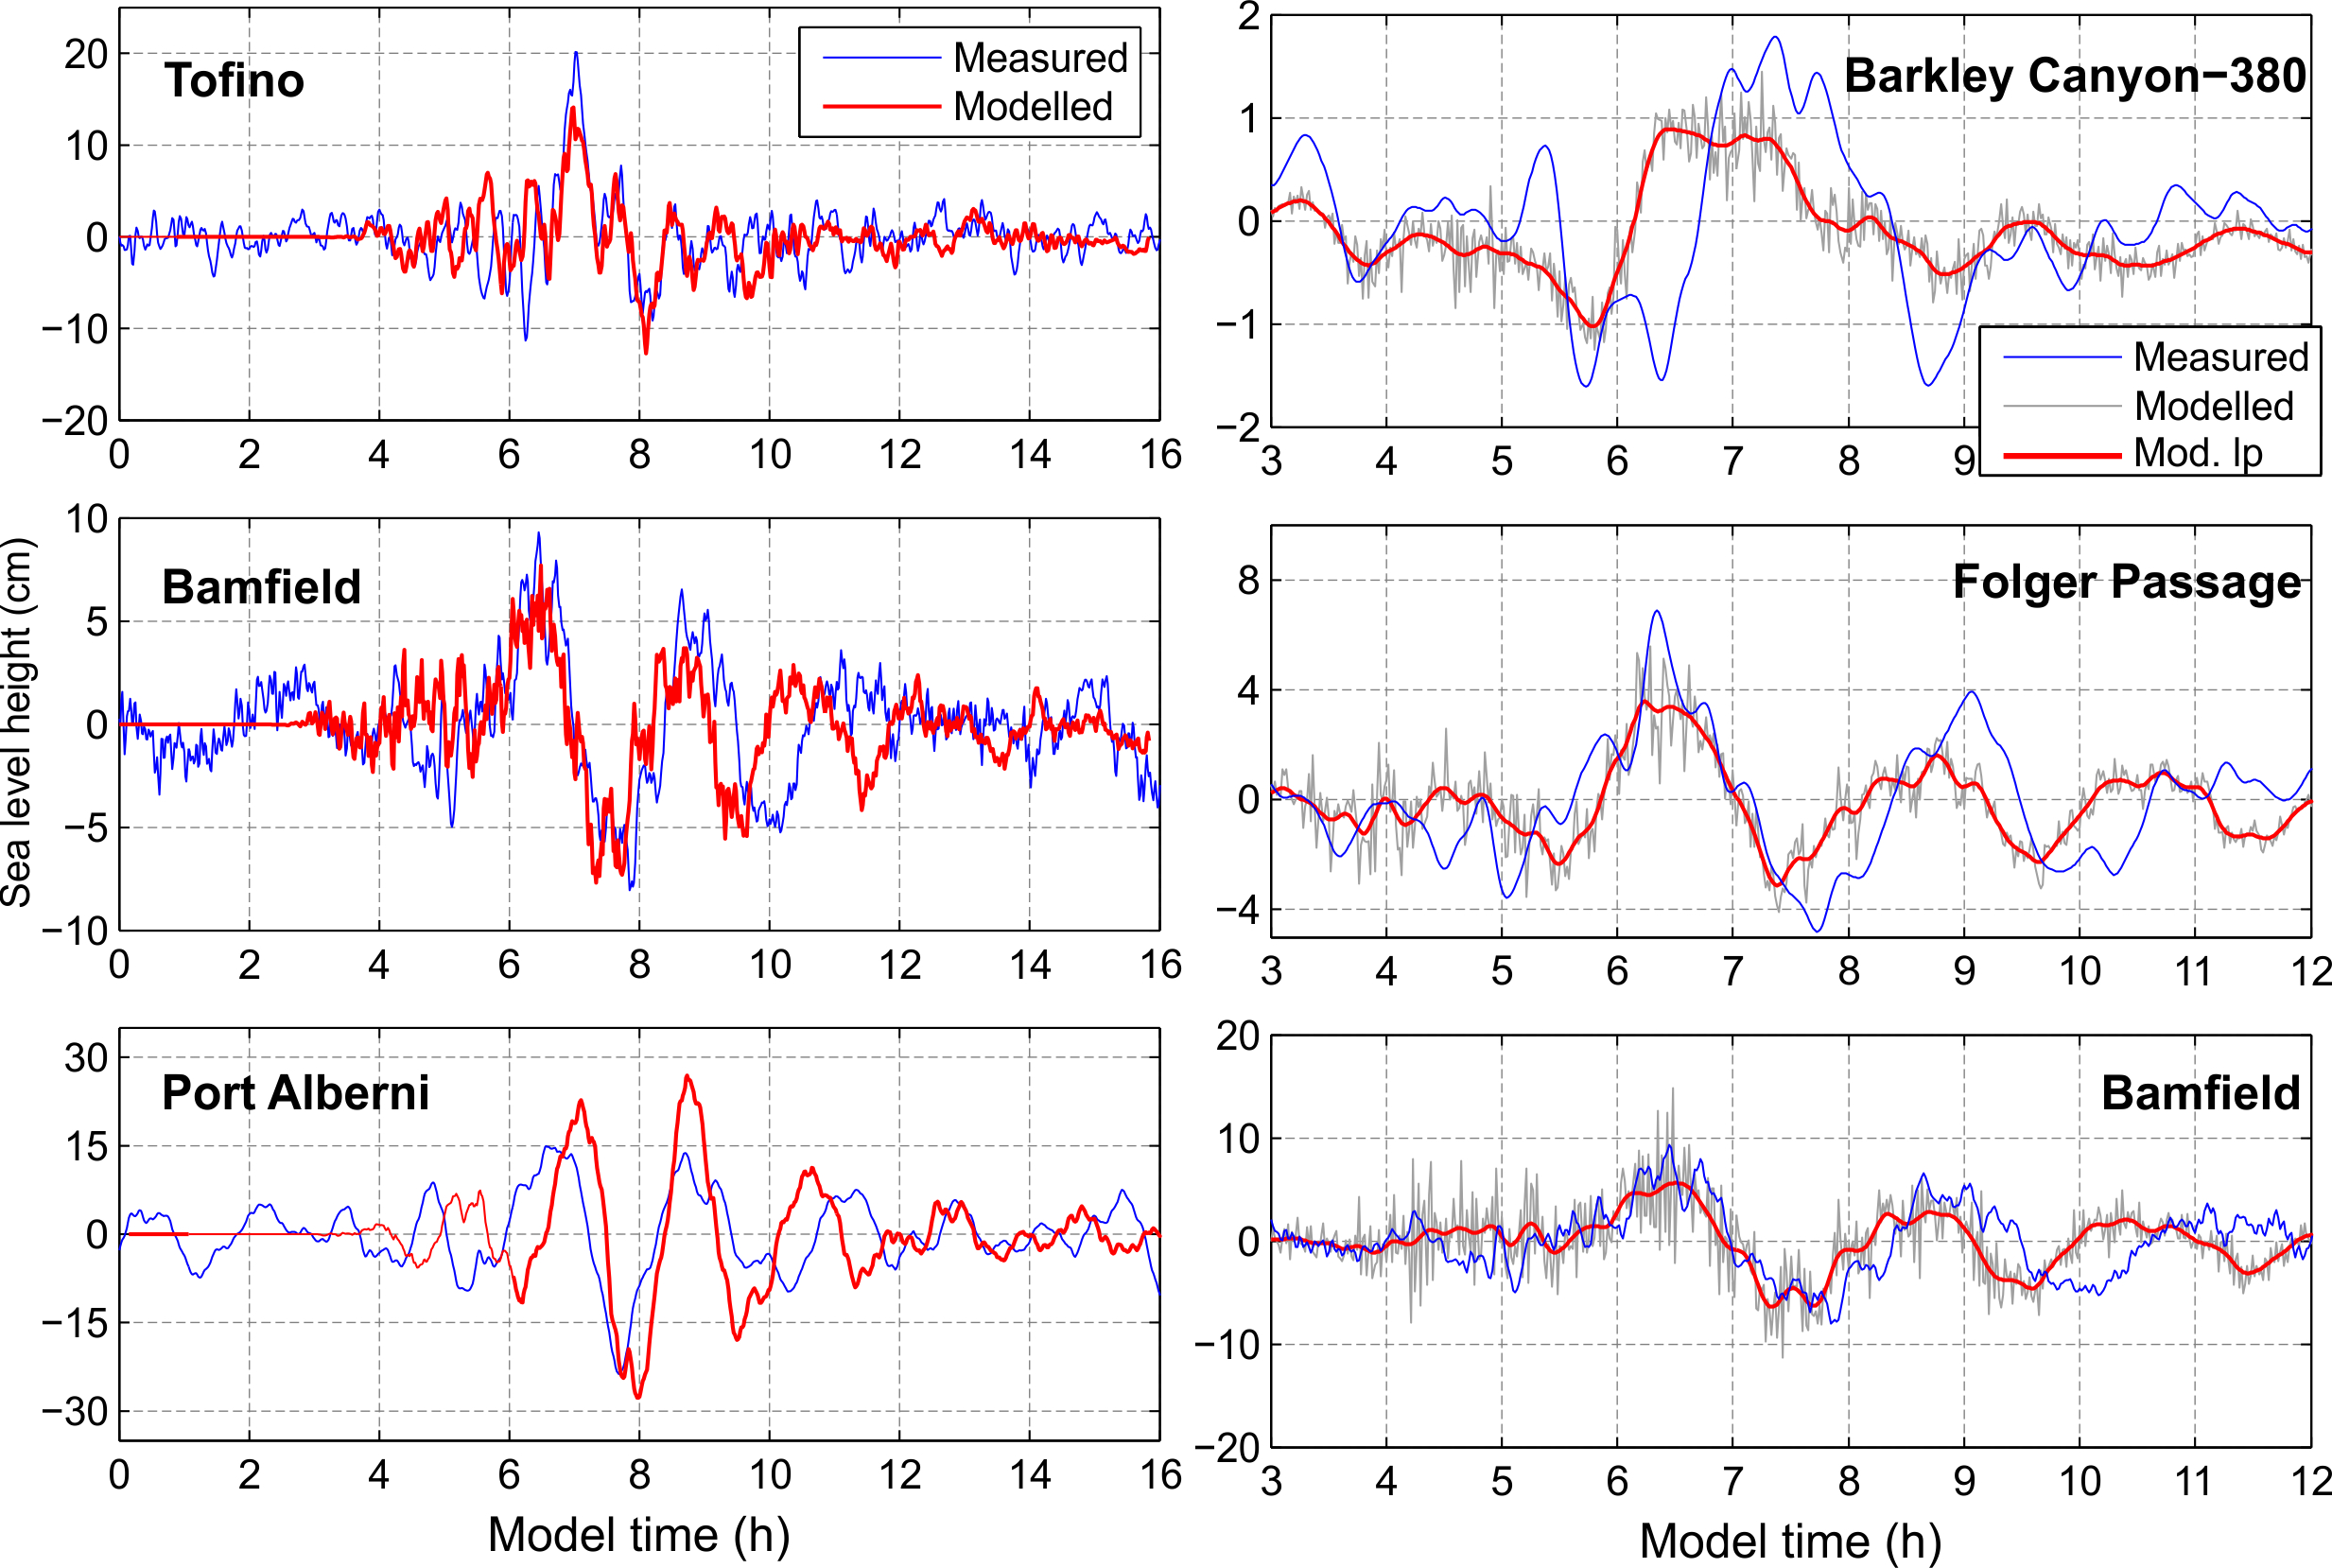 Sea level height (cm)
Tofino
Measured
Modelled
20
10
0
−10
−20
0 2 4 6 8 10 12 14 16
Bamfield
10
5
0
−5
−10
0 2 4 6 8 10 12 14 16
Port Alberni
30
15
0
−15
−30
0 2 4 6 8 10 12 14 16
Model time (h)
Barkley Canyon−380
2
1
0
−1
−2
3 4 5 6 7 8 9
Measured
Modelled
Mod. lp
Folger Passage
8
4
0
−4
3 4 5 6 7 8 9 10 11 12
Bamfield
20
10
0
−10
−20
3 4 5 6 7 8 9 10 11 12
Model time (h)